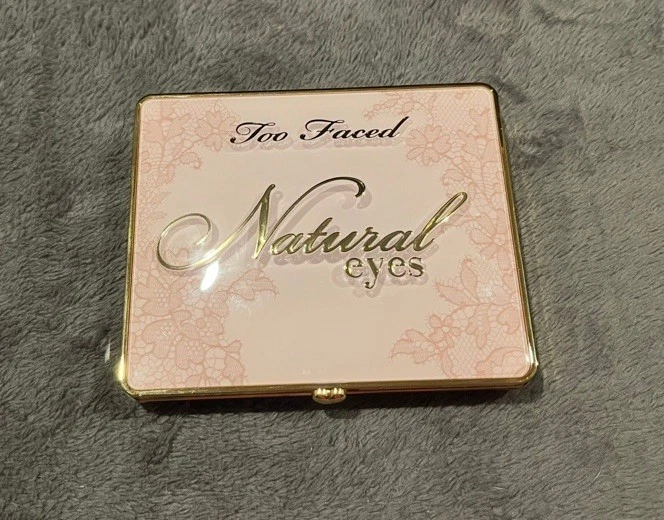 Too Faced
Natural
eyes